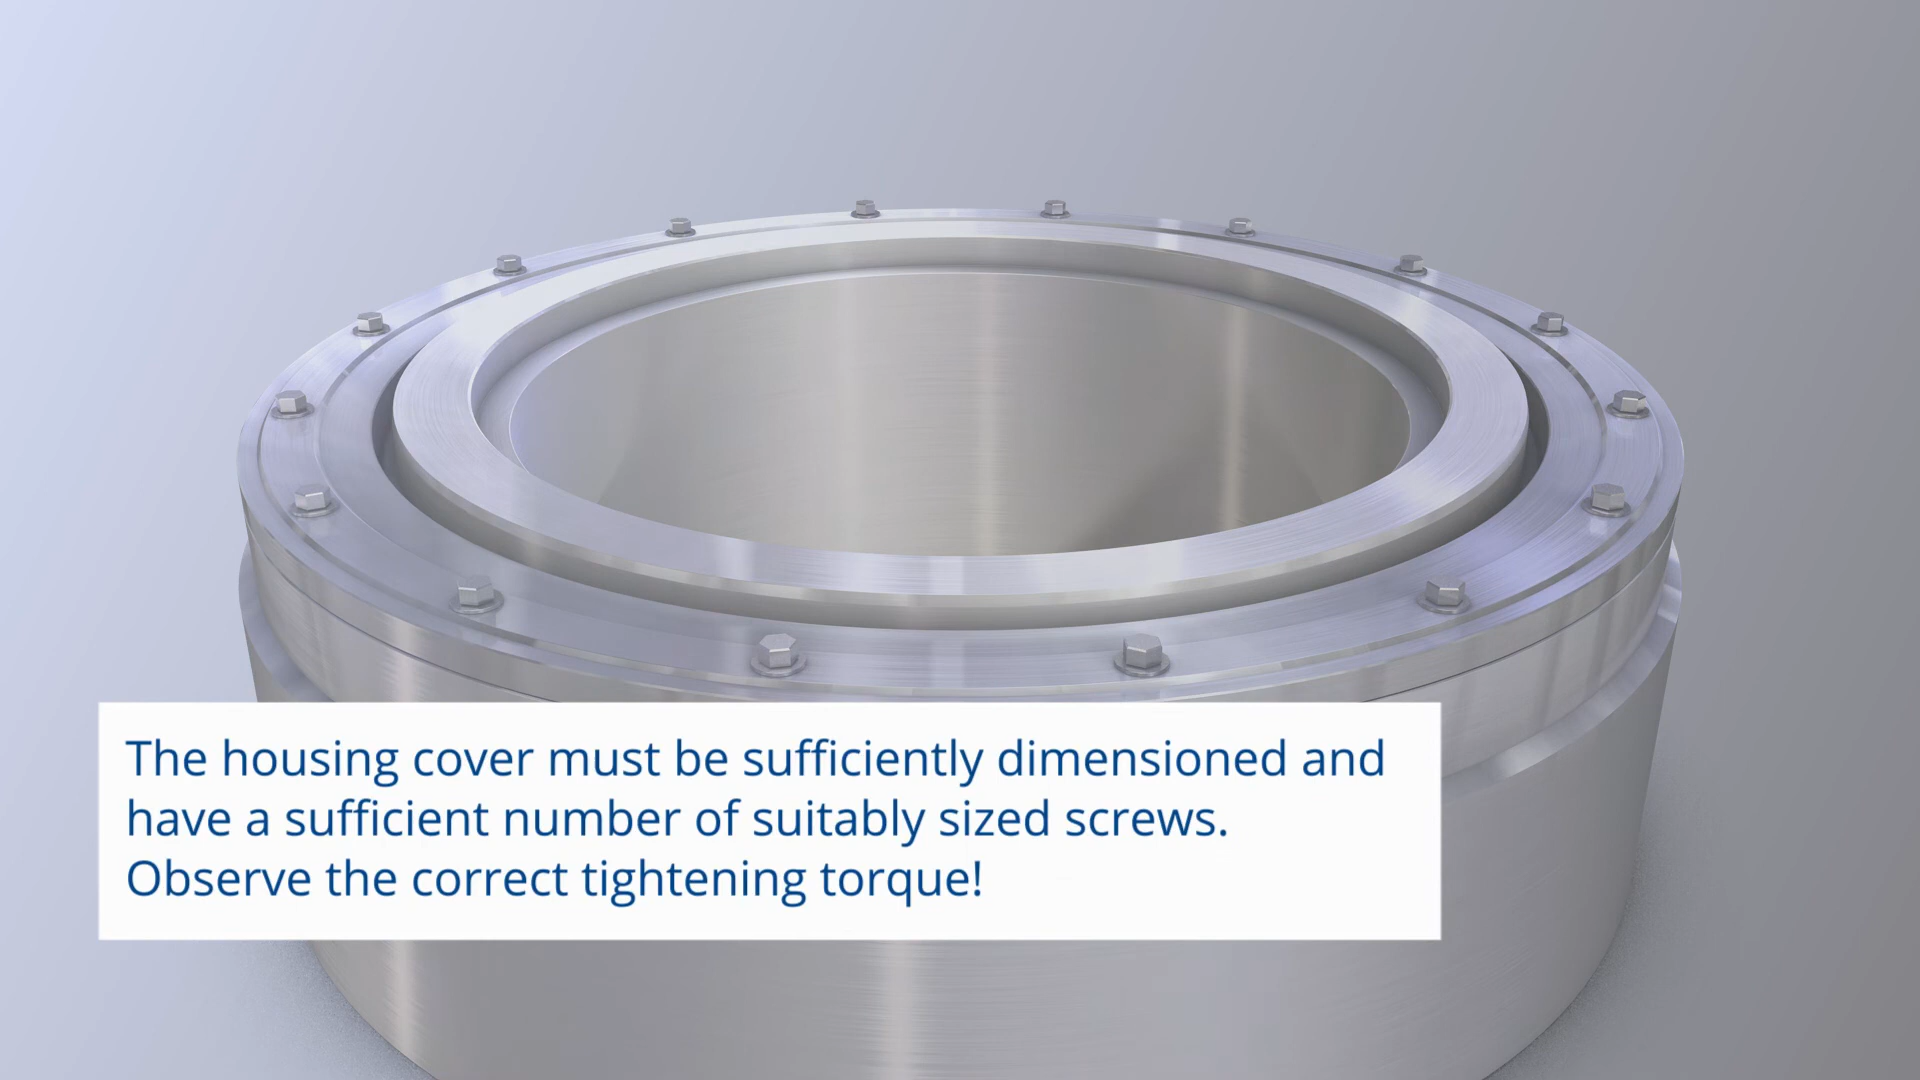 The housing cover must be sufficiently dimensioned and
have a sufficient number of suitably sized screws.
Observe the correct tightening torque!